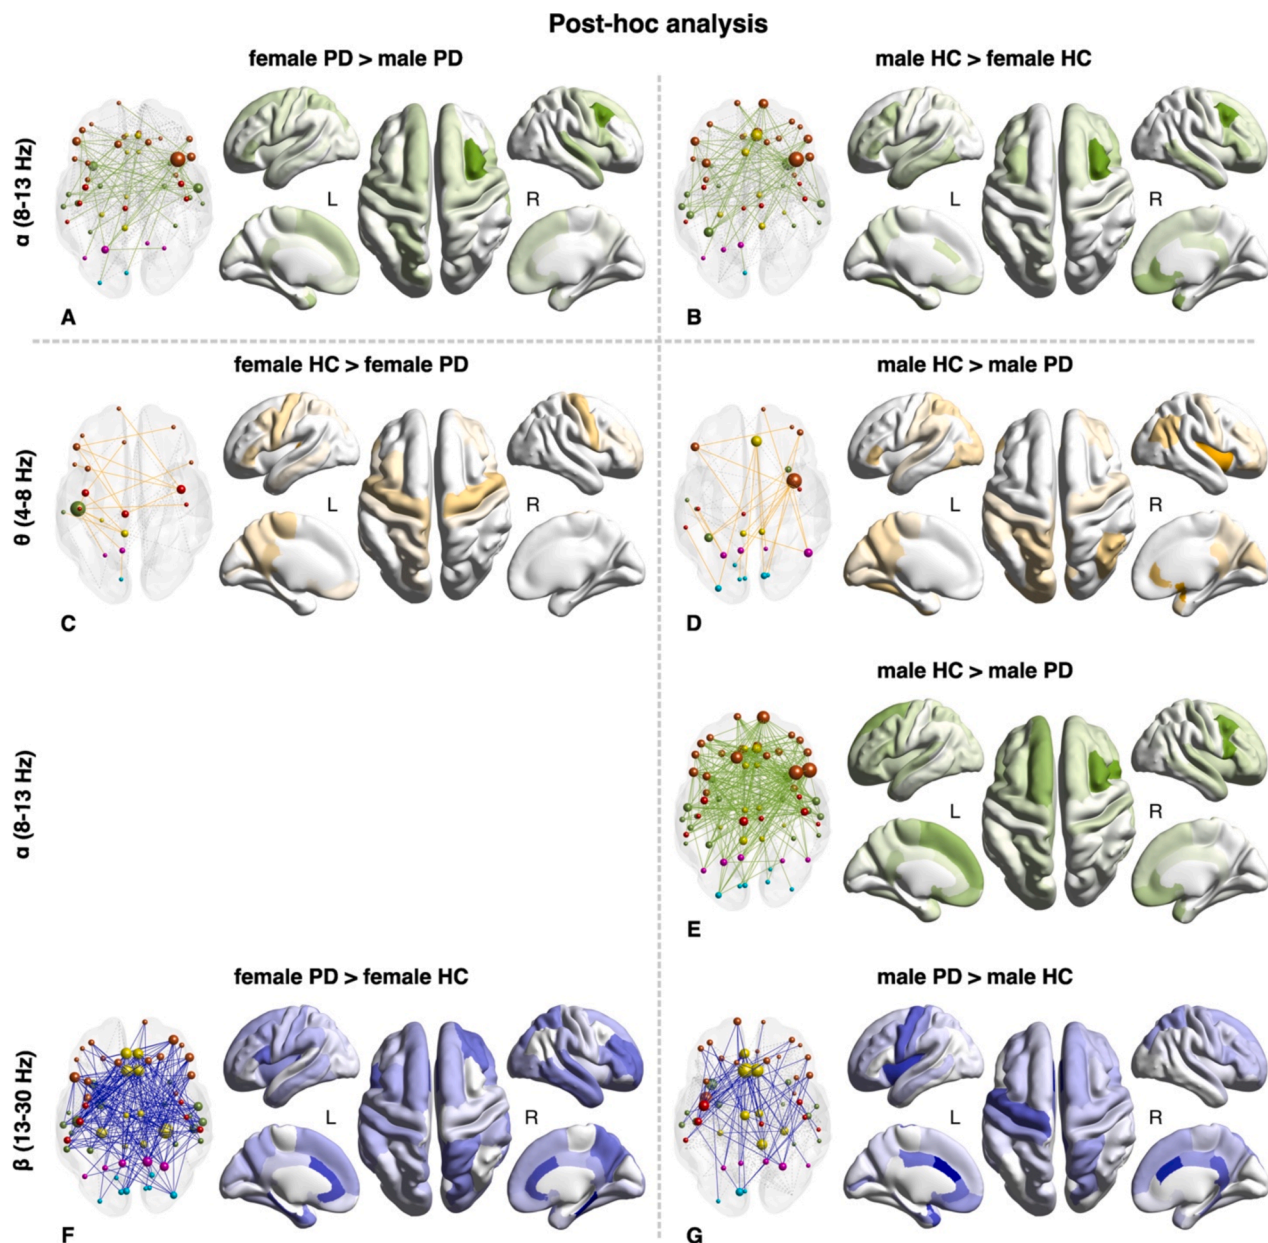 Post-hoc analysis
female PD > male PD
male HC > female HC
α (8-13 Hz)
L
R
L
R
A
B
female HC > female PD
male HC > male PD
θ (4-8 Hz)
L
R
L
R
C
D
male HC > male PD
α (8-13 Hz)
L
R
E
female PD > female HC
male PD > male HC
β (13-30 Hz)
L
R
L
R
F
G